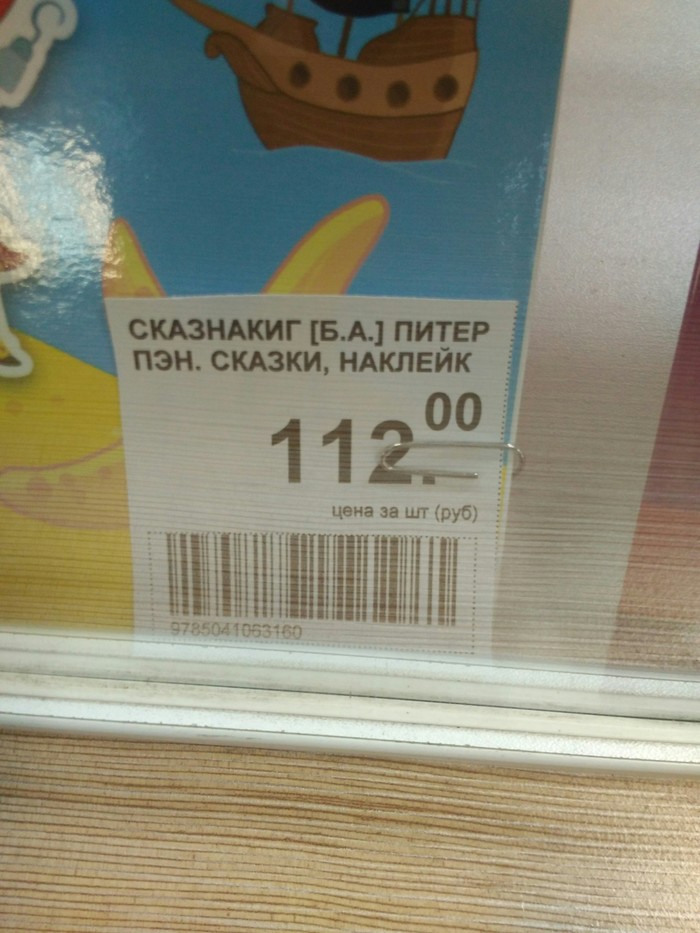 СКАЗНАКИГ [Б.А.] ПИТЕР
ПЭН. СКАЗКИ, НАКЛЕЙК
112.00
цена за шт (руб)
9785041063160